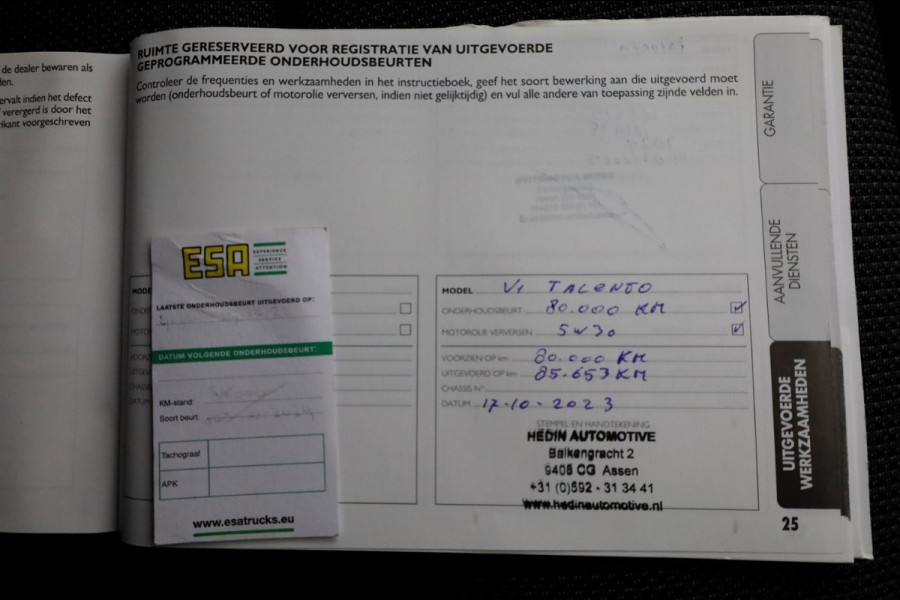 de dealer bewaren als
den.
ervalt indien het defect
verergerd is door het
rikant voorgeschreven
RUIMTE GERESERVEERD VOOR REGISTRATIE VAN UITGEVOERDE
GEPROGRAMMEERDE ONDERHOUDSBEURTEN
Controleer de frequenties en werkzaamheden in het instructieboek, geef het soort bewerking aan die uitgevoerd moet
worden (onderhoudsbeurt of motorolie verversen, indien niet gelijktijdig) en vul alle andere van toepassing zijnde velden in.
ESA
EXPERIENCE
SERVICE
ATTENTION
LAATSTE ONDERHOUDSBEURT UITGEVOERD OP:
DATUM VOLGENDE ONDERHOUDSBEURT:
KM-stand:
Soort beurt:
Tachograaf
APK
www.esatrucks.eu
MODEL V1 TALENTO
ONDERHOUDSBEURT 80.000 KM
MOTOROLIE VERVERSEN 5W30
VOORZIEN OP km 80.000 KM
UITGEVOERD OP km 85.653 KM
CHASSIS N°
DATUM 17-10-2023
STEMPEL EN HANDTEKENING
HEDIN AUTOMOTIVE
Balkengracht 2
9405 CG Assen
+31 (0)592 - 31 34 41
www.hedinautomotive.nl
GARANTIE
AANVULLENDE
DIENSTEN
UITGEVOERDE
WERKZAAMHEDEN
25